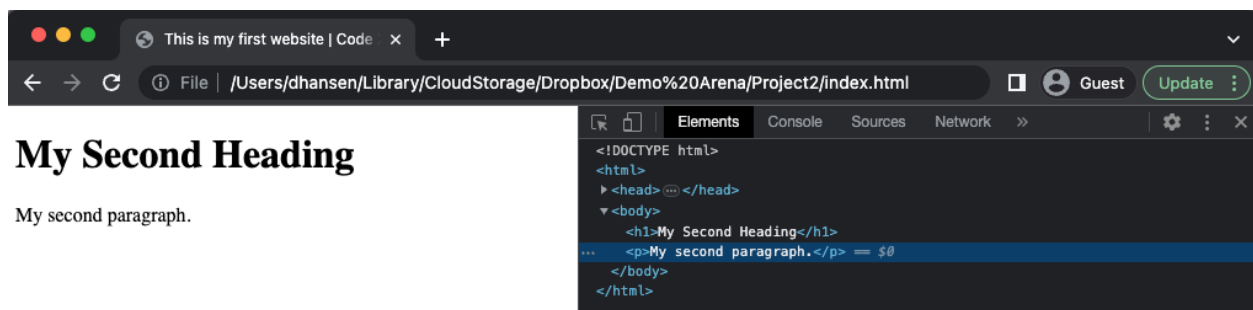 This is my first website | Code
File | /Users/dhansen/Library/CloudStorage/Dropbox/Demo%20Arena/Project2/index.html
Guest
Update
My Second Heading
My second paragraph.
Elements Console Sources Network »
<!DOCTYPE html>
<html>
<head>…</head>
<body>
<h1>My Second Heading</h1>
… <p>My second paragraph.</p> == $0
</body>
</html>